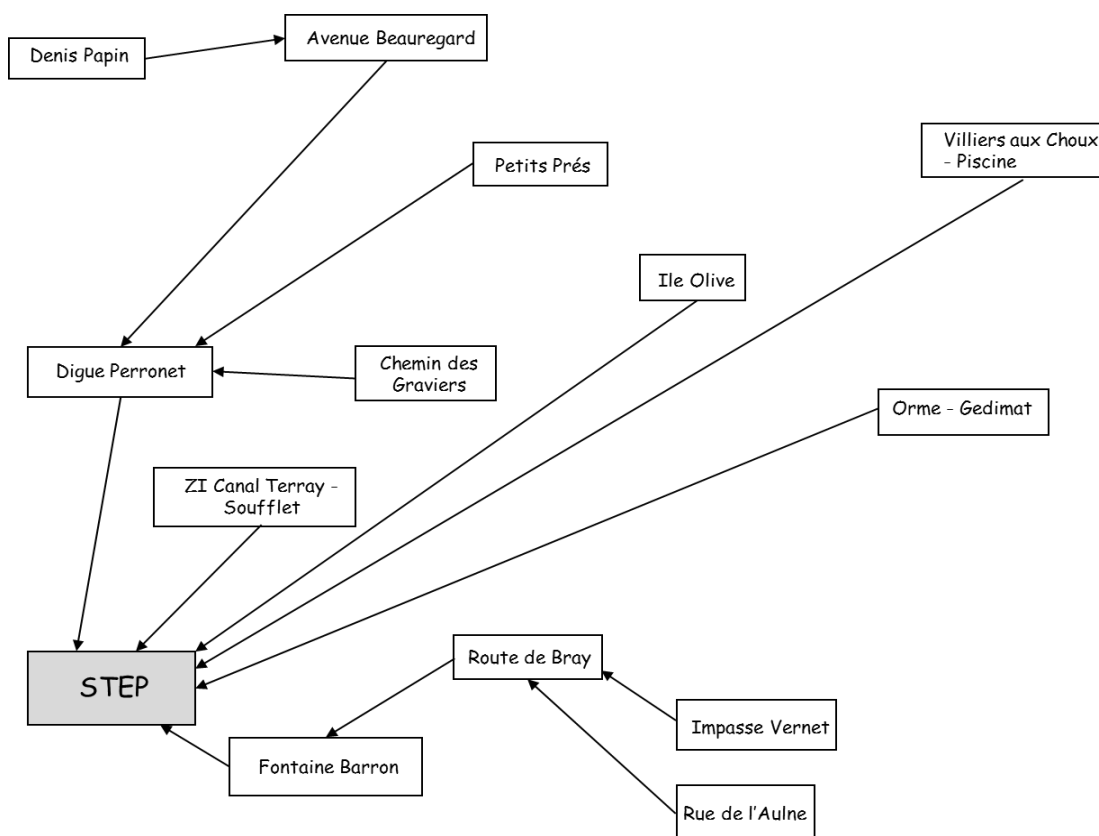 Denis Papin
Avenue Beauregard
Villiers aux Choux
- Piscine
Petits Prés
Ile Olive
Digue Perronet
Chemin des
Graviers
Orme - Gedimat
ZI Canal Terray -
Soufflet
STEP
Route de Bray
Impasse Vernet
Fontaine Barron
Rue de l'Aulne